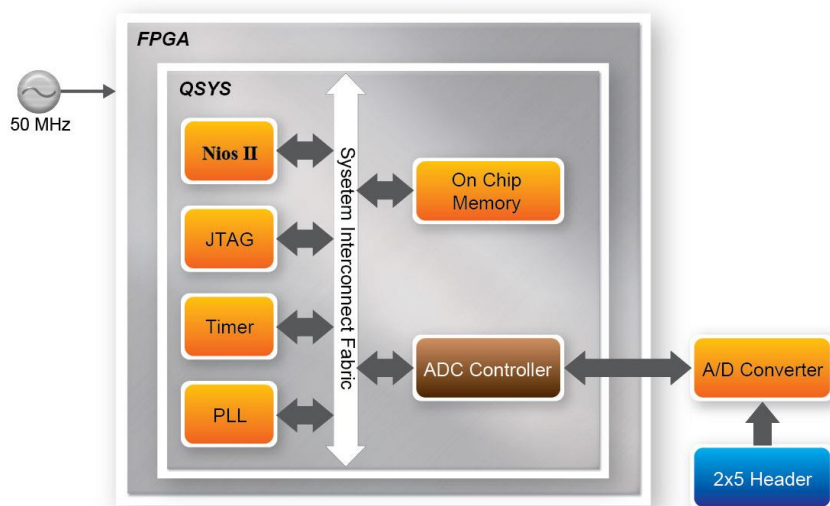 FPGA
QSYS
50 MHz
Nios II
JTAG
Timer
PLL
Sysetem Interconnect Fabric
On Chip
Memory
ADC Controller
A/D Converter
2x5 Header